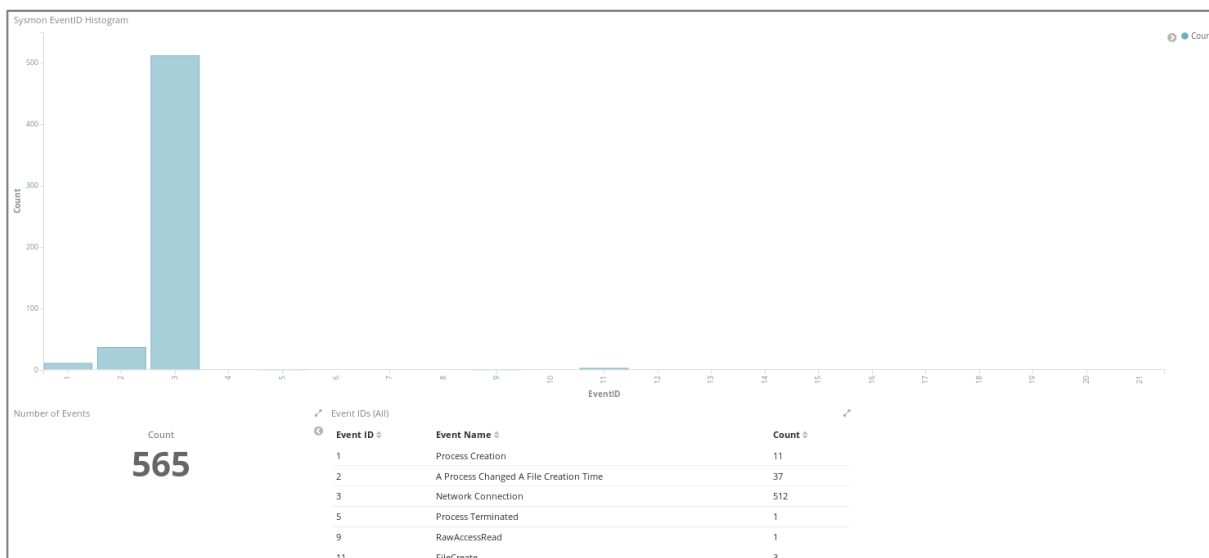 Sysmon EventID Histogram
Coun
500
400
300
200
100
0
Count
1 2 3 4 5 6 7 8 9 10 11 12 13 14 15 16 17 18 19 20 21
EventID
Number of Events
Count
565
Event IDs (All)
Event ID Event Name Count
1 Process Creation 11
2 A Process Changed A File Creation Time 37
3 Network Connection 512
5 Process Terminated 1
9 RawAccessRead 1
11 FileCreate 3